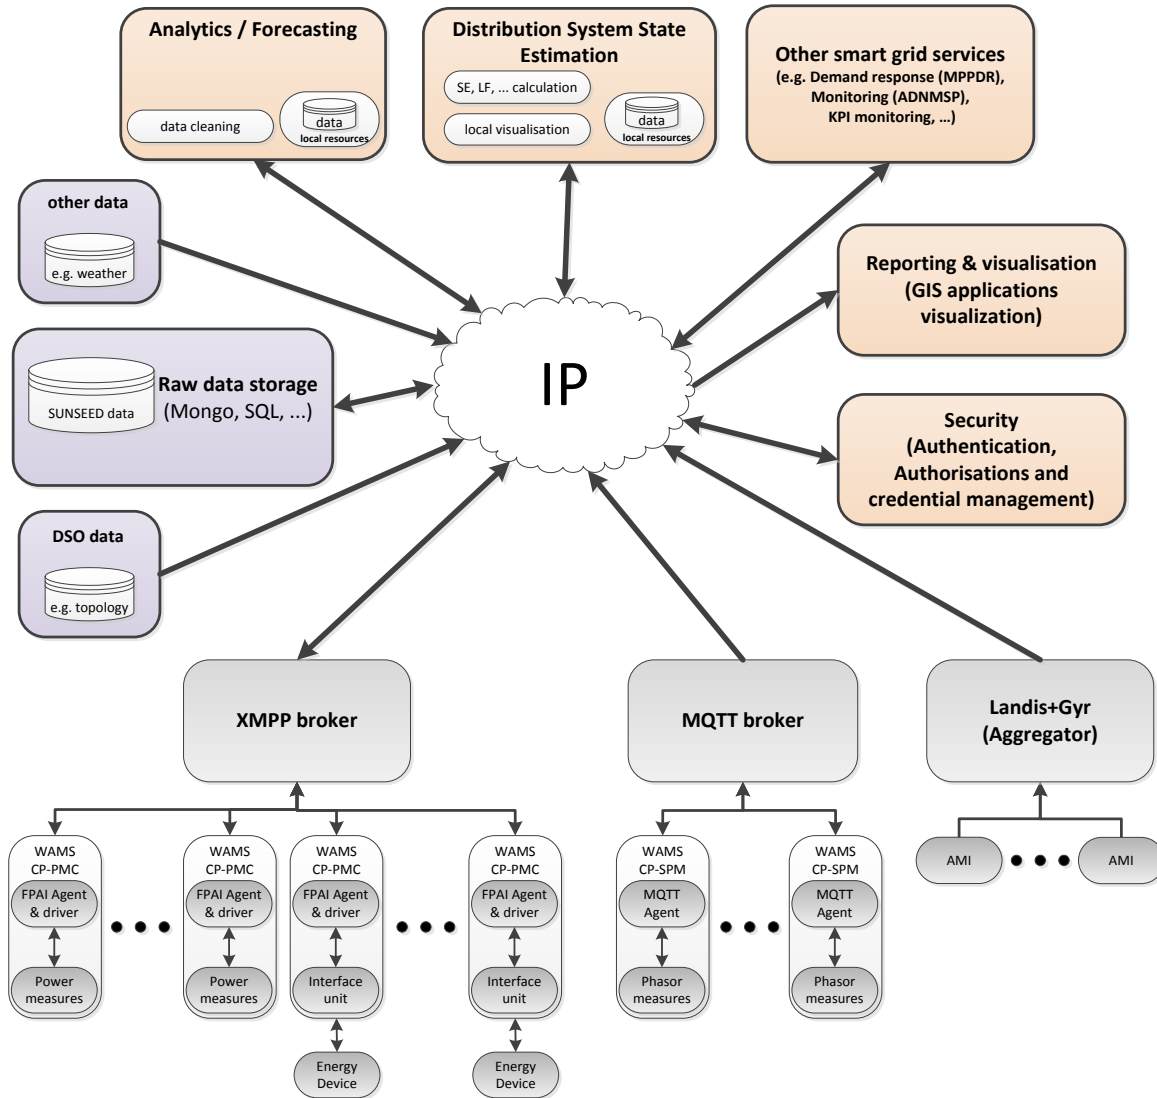 Analytics / Forecasting
data cleaning
data
local resources
Distribution System State
Estimation
SE, LF, ... calculation
local visualisation
data
local resources
Other smart grid services
(e.g. Demand response (MPPDR),
Monitoring (ADNMSP),
KPI monitoring, …)
other data
e.g. weather
Reporting & visualisation
(GIS applications
visualization)
IP
Raw data storage
(Mongo, SQL, ...)
SUNSEED data
Security
(Authentication,
Authorisations and
credential management)
DSO data
e.g. topology
XMPP broker
MQTT broker
Landis+Gyr
(Aggregator)
WAMS
CP-PMC
FPAI Agent
& driver
Power
measures
WAMS
CP-PMC
FPAI Agent
& driver
Power
measures
WAMS
CP-PMC
FPAI Agent
& driver
Interface
unit
Energy
Device
WAMS
CP-PMC
FPAI Agent
& driver
Interface
unit
Energy
Device
WAMS
CP-SPM
MQTT
Agent
Phasor
measures
WAMS
CP-SPM
MQTT
Agent
Phasor
measures
AMI
AMI